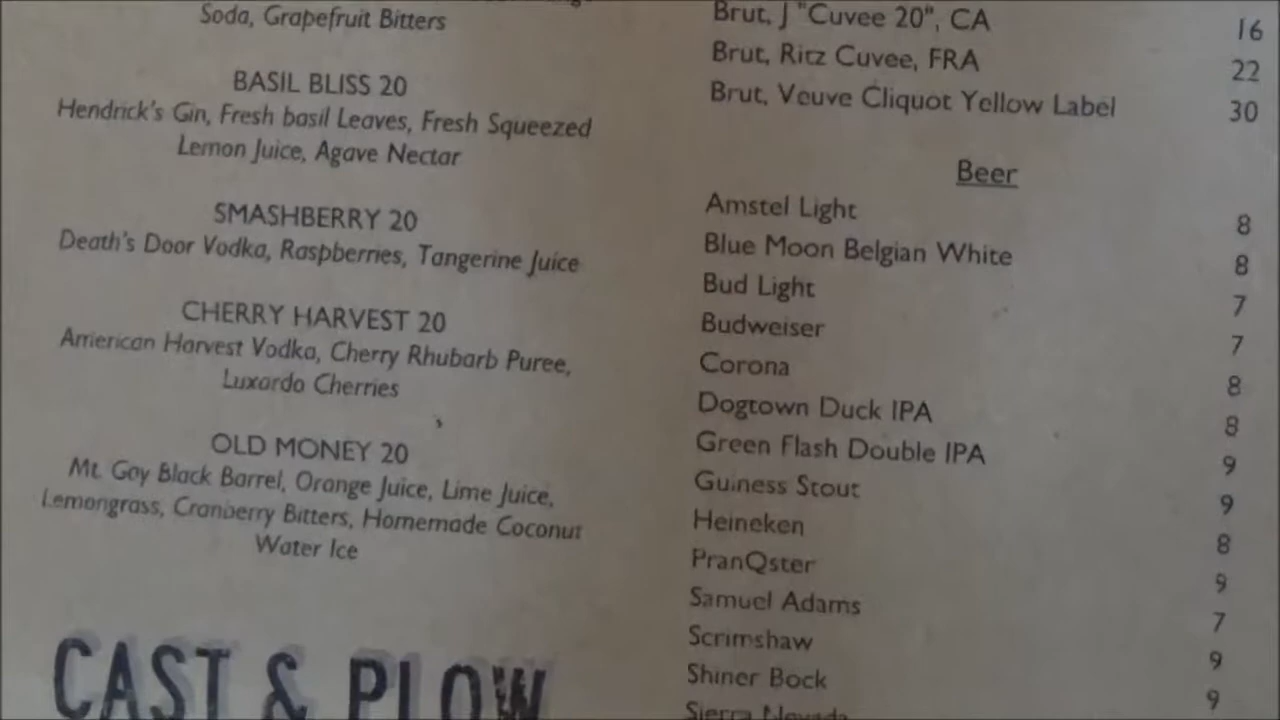 Soda, Grapefruit Bitters
BASIL BLISS 20
Hendrick's Gin, Fresh basil Leaves, Fresh Squeezed
Lemon Juice, Agave Nectar
SMASHBERRY 20
Death's Door Vodka, Raspberries, Tangerine Juice
CHERRY HARVEST 20
American Harvest Vodka, Cherry Rhubarb Puree,
Luxardo Cherries
OLD MONEY 20
Mt. Gay Black Barrel, Orange Juice, Lime Juice,
Lemongrass, Cranberry Bitters, Homemade Coconut
Water Ice
CAST & PLOW
Brut, J "Cuvee 20", CA 16
Brut, Ritz Cuvee, FRA 22
Brut, Veuve Cliquot Yellow Label 30
Beer
Amstel Light 8
Blue Moon Belgian White 8
Bud Light 7
Budweiser 7
Corona 8
Dogtown Duck IPA 8
Green Flash Double IPA 9
Guiness Stout 9
Heineken 8
PranQster 9
Samuel Adams 7
Scrimshaw 9
Shiner Bock 9
Sierra Nevada